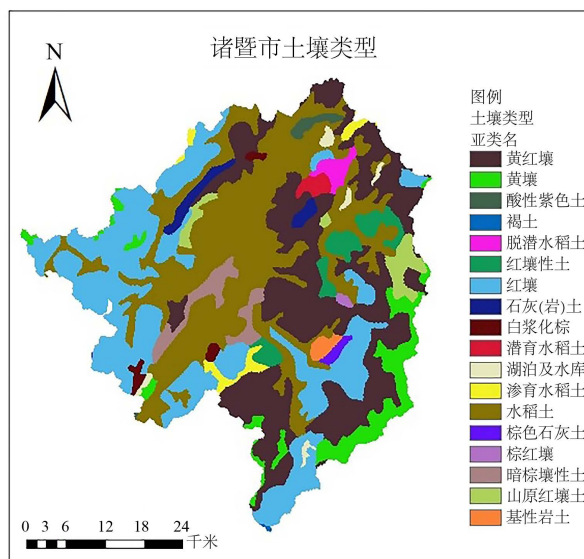 诸暨市土壤类型
N
图例
土壤类型
亚类名
黄红壤
黄壤
酸性紫色土
褐土
脱潜水稻土
红壤性土
红壤
石灰(岩)土
白浆化棕
潜育水稻土
湖泊及水库
渗育水稻土
水稻土
棕色石灰土
棕红壤
暗棕壤性土
山原红壤土
基性岩土
0 3 6 12 18 24
千米